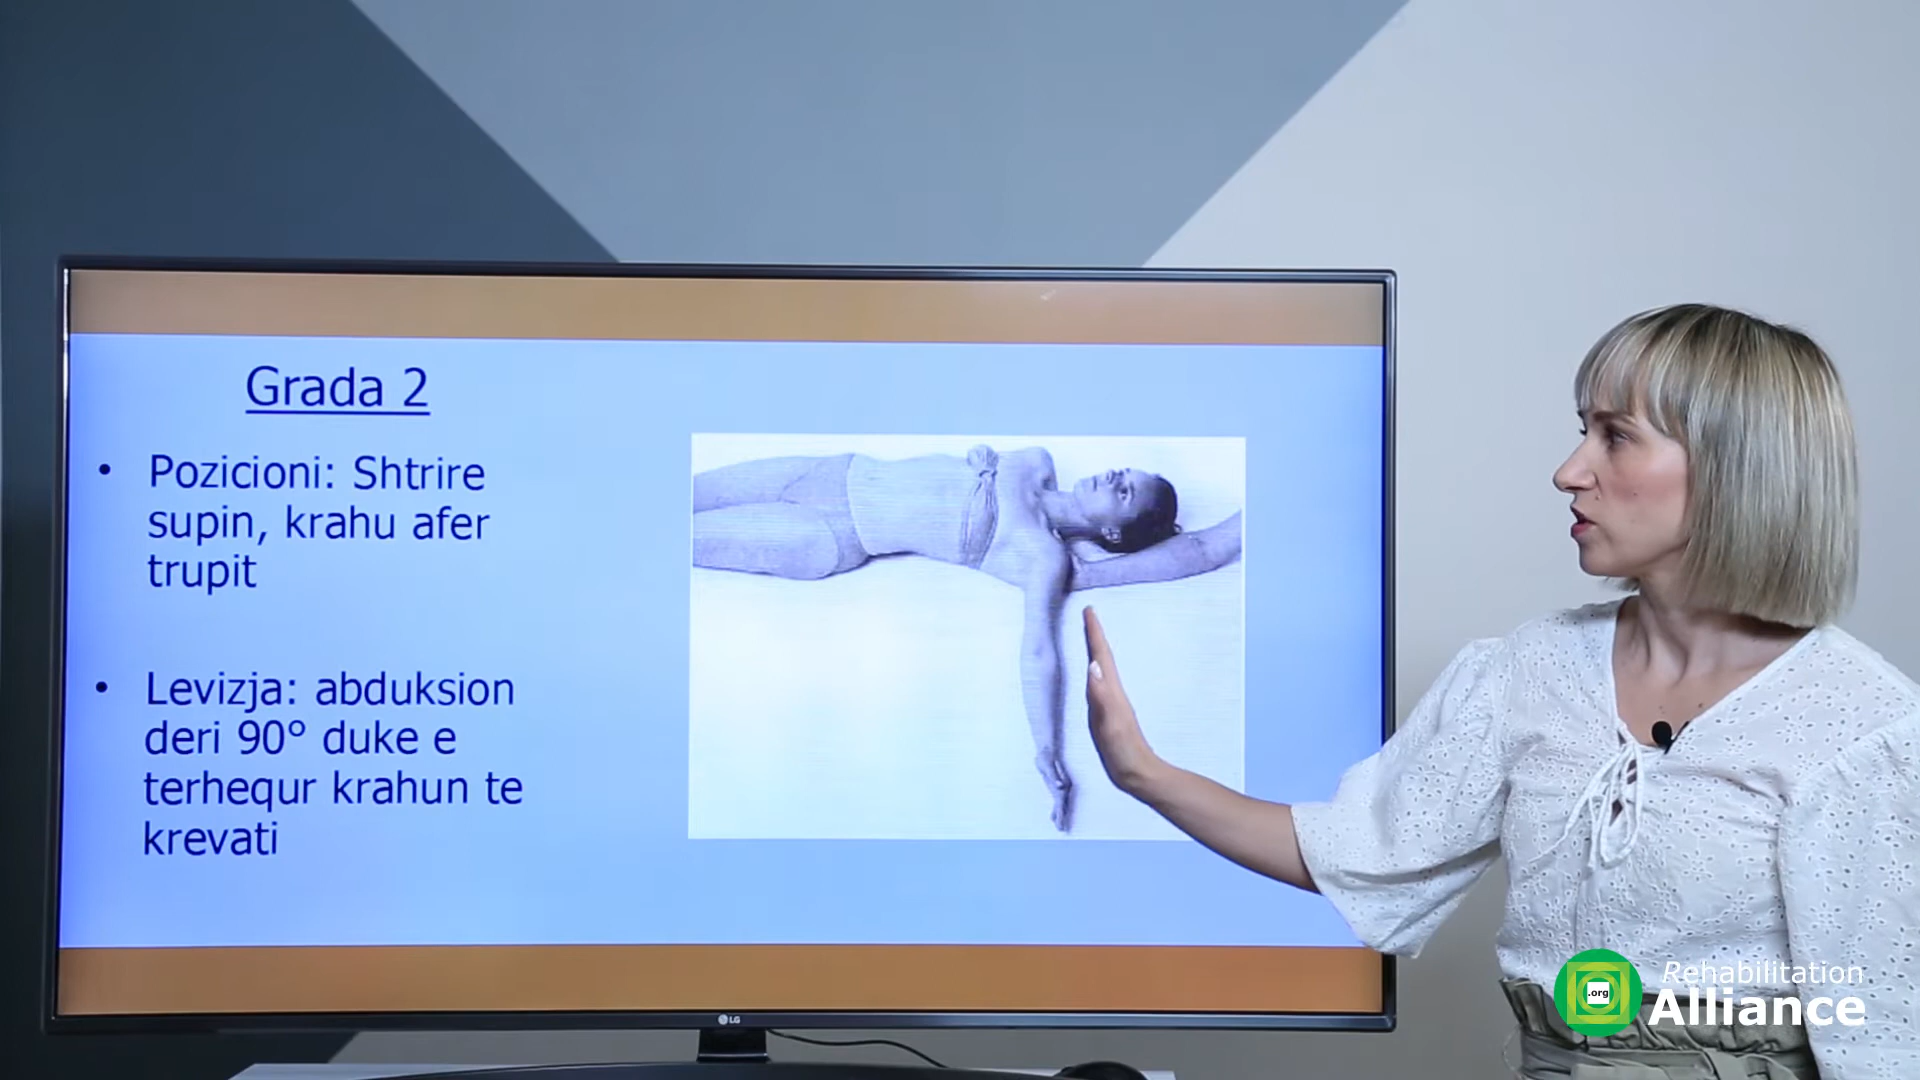 Grada 2
• Pozicioni: Shtrire
supin, krahu afer
trupit
• Levizja: abduksion
deri 90° duke e
terhequr krahun te
krevati
LG
.org
Rehabilitation
Alliance